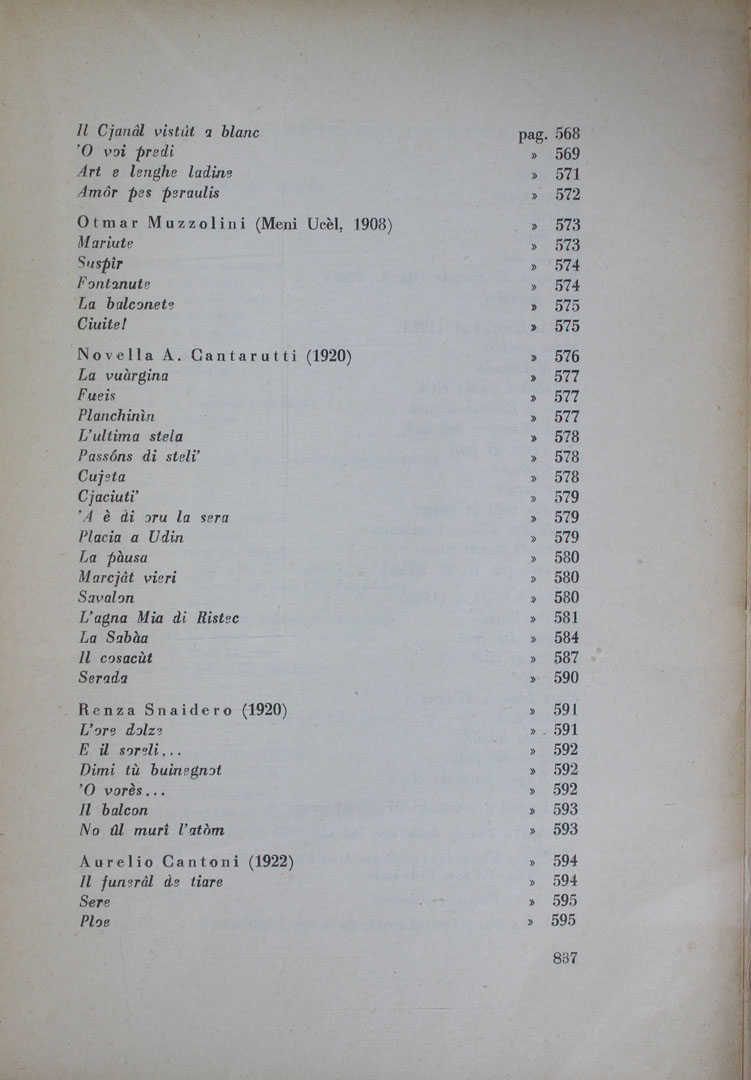 Il Cjanâl vistût a blanc pag. 568
'O voi predi » 569
Art e lenghe ladine » 571
Amôr pes peraulis » 572
Otmar Muzzolini (Meni Ucèl, 1908) » 573
Mariute » 573
Suspîr » 574
Fontanute » 574
La balconete » 575
Ciuite! » 575
Novella A. Cantarutti (1920) » 576
La vuàrgina » 577
Fueis » 577
Planchinìn » 577
L'ultima stela » 578
Passóns di steli' » 578
Cujeta » 578
Cjaciuti' » 579
'A è di oru la sera » 579
Placia a Udin » 579
La pàusa » 580
Marcjât vieri » 580
Savalon » 580
L'agna Mia di Ristec » 581
La Sabàa » 584
Il cosacùt » 587
Serada » 590
Renza Snaidero (1920) » 591
L'ore dolze » 591
E il soreli... » 592
Dimi tù buinegnot » 592
'O vorès... » 592
Il balcon » 593
No ûl murî l'atòm » 593
Aurelio Cantoni (1922) » 594
Il funerâl de tiare » 594
Sere » 595
Ploe » 595
837